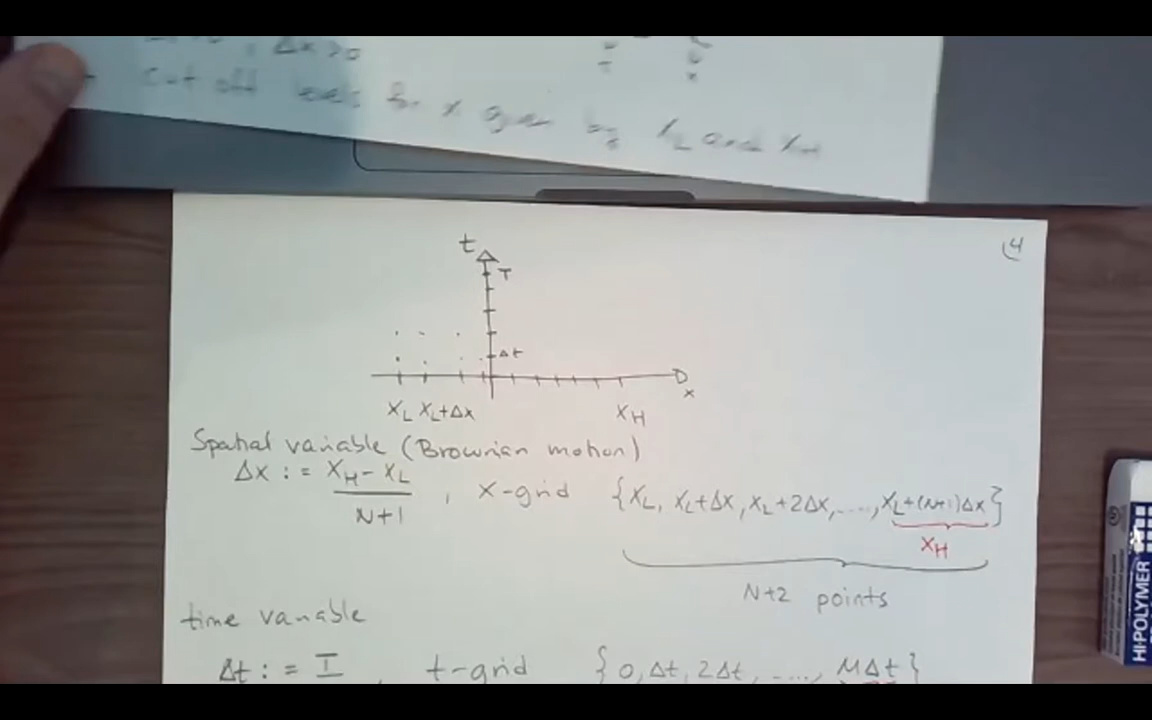 Δx>0
cut off levels for x given by x_L and x_H
4
t
T
Δt
x
x_L x_L+Δx x_H
Spatial variable (Brownian motion)
Δx := x_H - x_L / N+1 , x-grid {x_L, x_L+Δx, x_L+2Δx, ...., x_L+(N+1)Δx}
x_H
N+2 points
time variable
Δt := T , t-grid {0, Δt, 2Δt, ...., MΔt}
HI-POLYMER